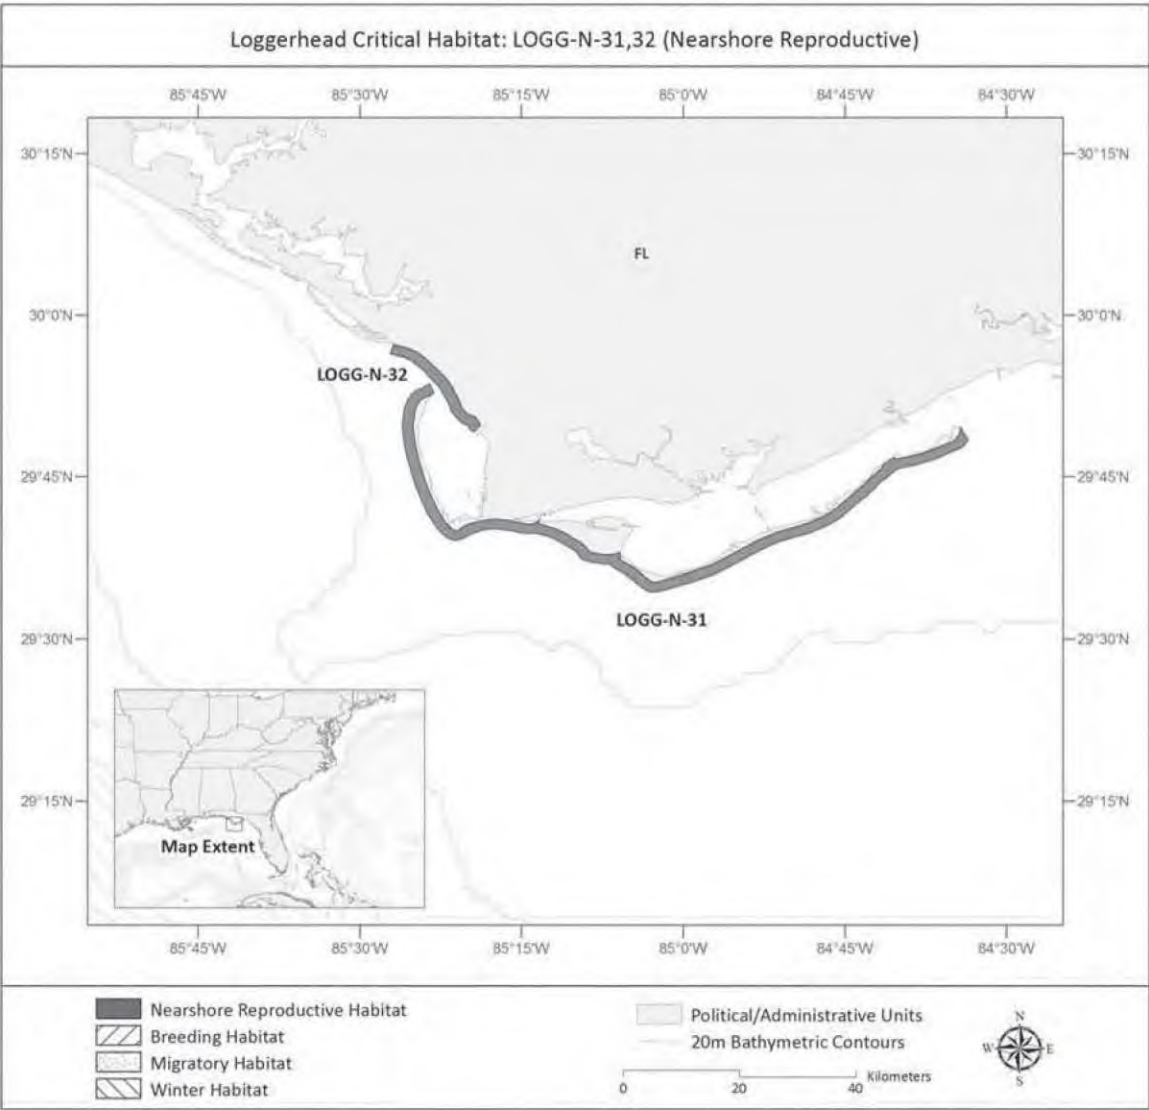 Loggerhead Critical Habitat: LOGG-N-31,32 (Nearshore Reproductive)
85°45'W 85°30'W 85°15'W 85°0'W 84°45'W 84°30'W
30°15'N 30°15'N
FL
30°0'N 30°0'N
LOGG-N-32
29°45'N 29°45'N
LOGG-N-31
29°30'N 29°30'N
29°15'N 29°15'N
Map Extent
85°45'W 85°30'W 85°15'W 85°0'W 84°45'W 84°30'W
Nearshore Reproductive Habitat
Breeding Habitat
Migratory Habitat
Winter Habitat
Political/Administrative Units
20m Bathymetric Contours
Kilometers
0 20 40
N
W E
S